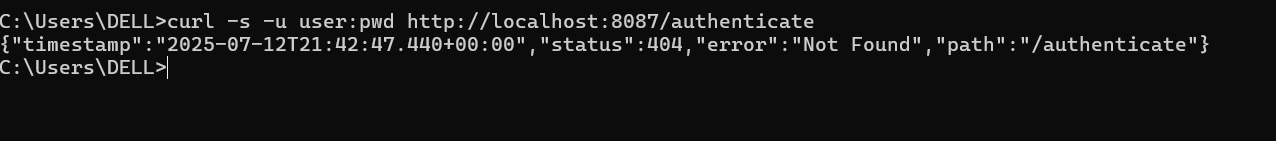 C:\Users\DELL>curl -s -u user:pwd http://localhost:8087/authenticate
{"timestamp":"2025-07-12T21:42:47.440+00:00","status":404,"error":"Not Found","path":"/authenticate"}
C:\Users\DELL>